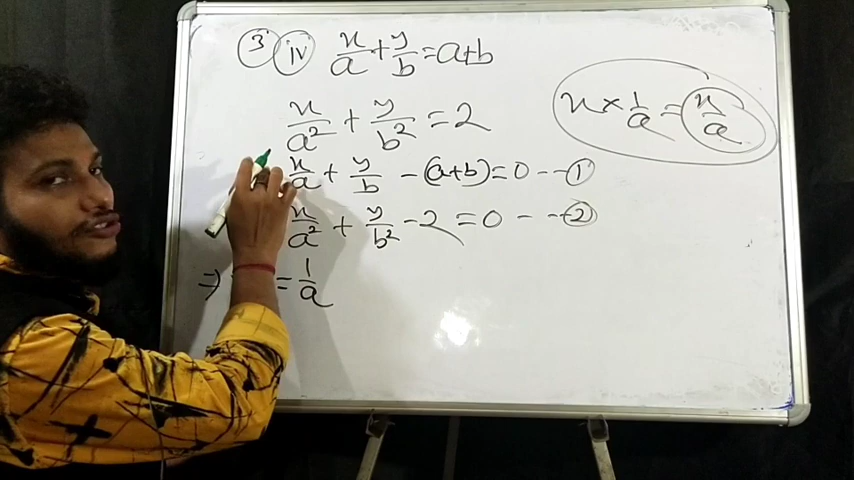 ③ iv x/a + y/b = a+b
x/a² + y/b² = 2
x × 1/a = x/a
x/a + y/b - (a+b) = 0 -- ①
x/a² + y/b² - 2 = 0 -- ②
⇒ = 1/a